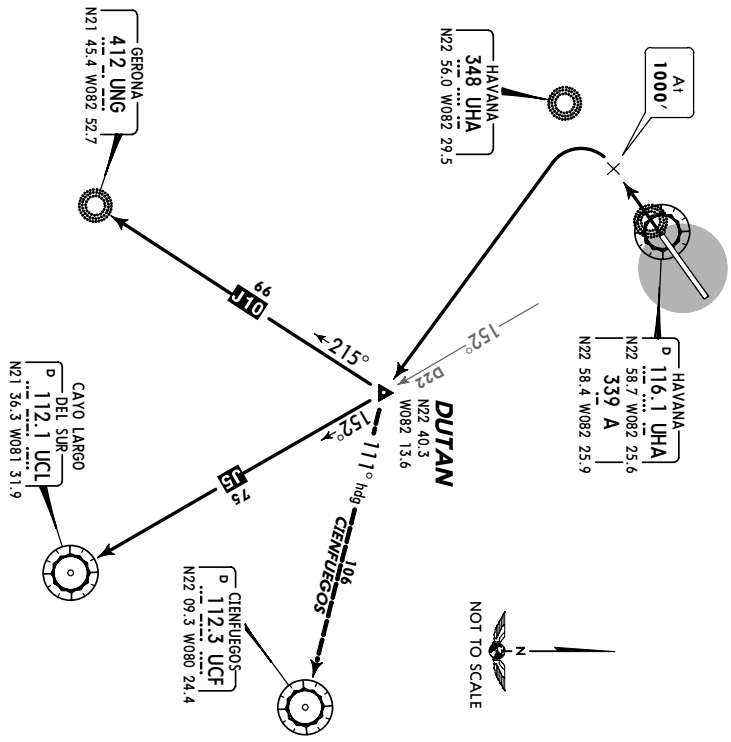 At
1000'
HAVANA
D 116.1 UHA
N22 58.7 W082 25.6
339 A
N22 58.4 W082 25.9
HAVANA
348 UHA
N22 56.0 W082 29.5
152°
D22
DUTAN
N22 40.3
W082 13.6
215°
66
J10
GERONA
412 UNG
N21 45.4 W082 52.7
152°
J5
75
CAYO LARGO
DEL SUR
D 112.1 UCL
N21 36.3 W081 31.9
111° hdg
106
CIENFUEGOS
CIENFUEGOS
D 112.3 UCF
N22 09.3 W080 24.4
N
NOT TO SCALE